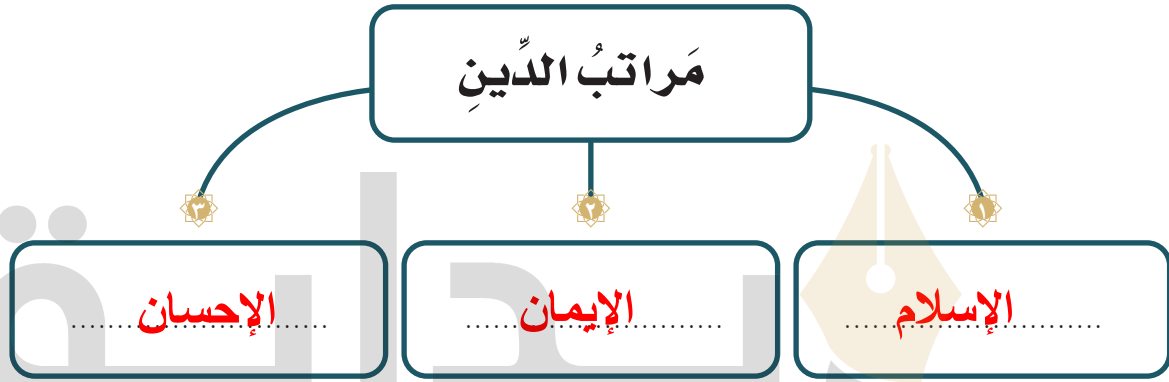 مَراتبُ الدِّينِ
١ ٢ ٣
الإسلام الإيمان الإحسان